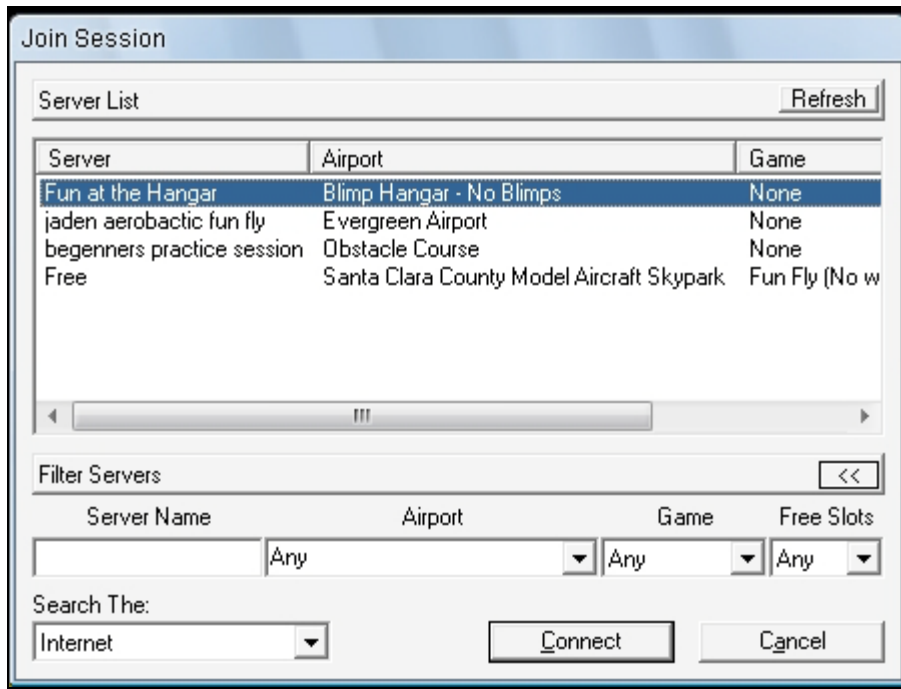 Join Session
Server List Refresh
Server Airport Game
Fun at the Hangar Blimp Hangar - No Blimps None
jaden aerobactic fun fly Evergreen Airport None
begenners practice session Obstacle Course None
Free Santa Clara County Model Aircraft Skypark Fun Fly (No w
Filter Servers <<
Server Name Airport Game Free Slots
Any Any Any
Search The:
Internet Connect Cancel